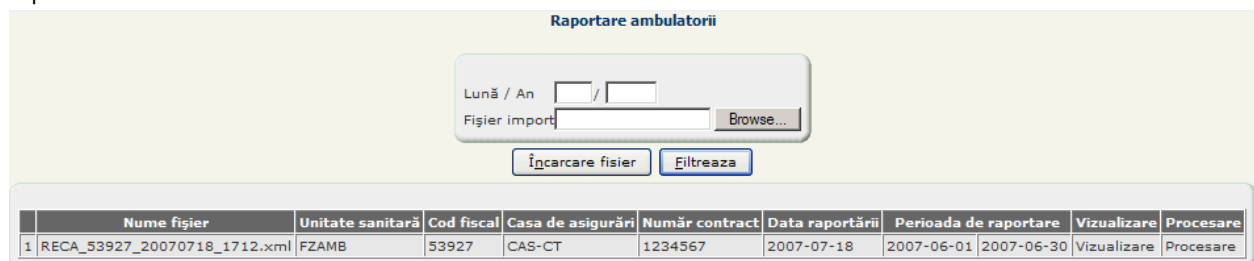 Raportare ambulatorii
Lună / An /
Fişier import Browse...
Încarcare fisier Filtreaza
Nume fişier Unitate sanitară Cod fiscal Casa de asigurări Număr contract Data raportării Perioada de raportare Vizualizare Procesare
1 RECA_53927_20070718_1712.xml FZAMB 53927 CAS-CT 1234567 2007-07-18 2007-06-01 2007-06-30 Vizualizare Procesare